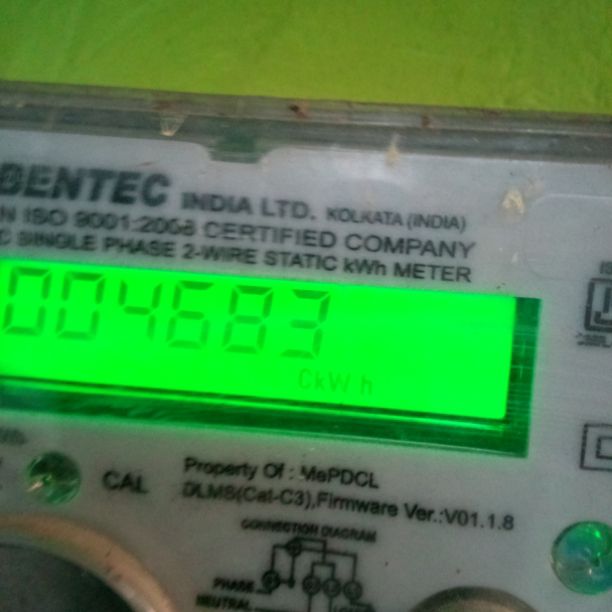 BENTEC INDIA LTD. KOLKATA (INDIA)
N ISO 9001:2008 CERTIFIED COMPANY
C SINGLE PHASE 2-WIRE STATIC kWh METER
004683
CkWh
CAL
Property Of : MePDCL
DLMS(Cat-C3),Firmware Ver.:V01.1.8
CONNECTION DIAGRAM
PHASE
NEUTRAL